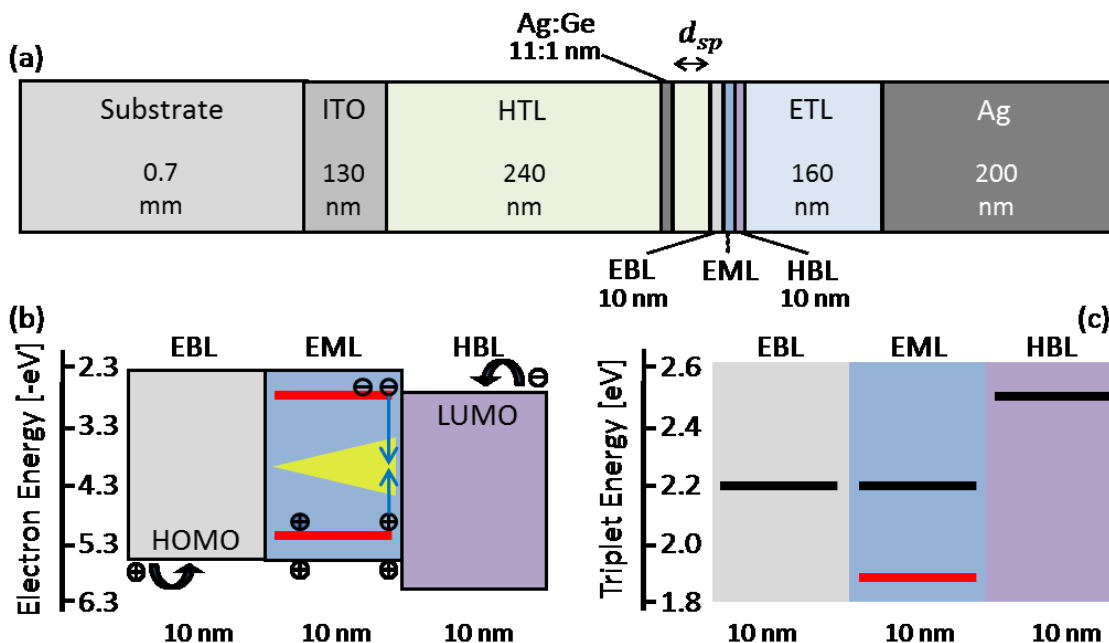 Ag:Ge
11:1 nm
d_sp
(a)
Substrate
0.7
mm
ITO
130
nm
HTL
240
nm
ETL
160
nm
Ag
200
nm
EBL
10 nm
EML
HBL
10 nm
(b)
EBL
EML
HBL
Electron Energy [-eV]
2.3
3.3
4.3
5.3
6.3
HOMO
LUMO
10 nm
10 nm
10 nm
(c)
EBL
EML
HBL
Triplet Energy [eV]
2.6
2.4
2.2
2.0
1.8
10 nm
10 nm
10 nm